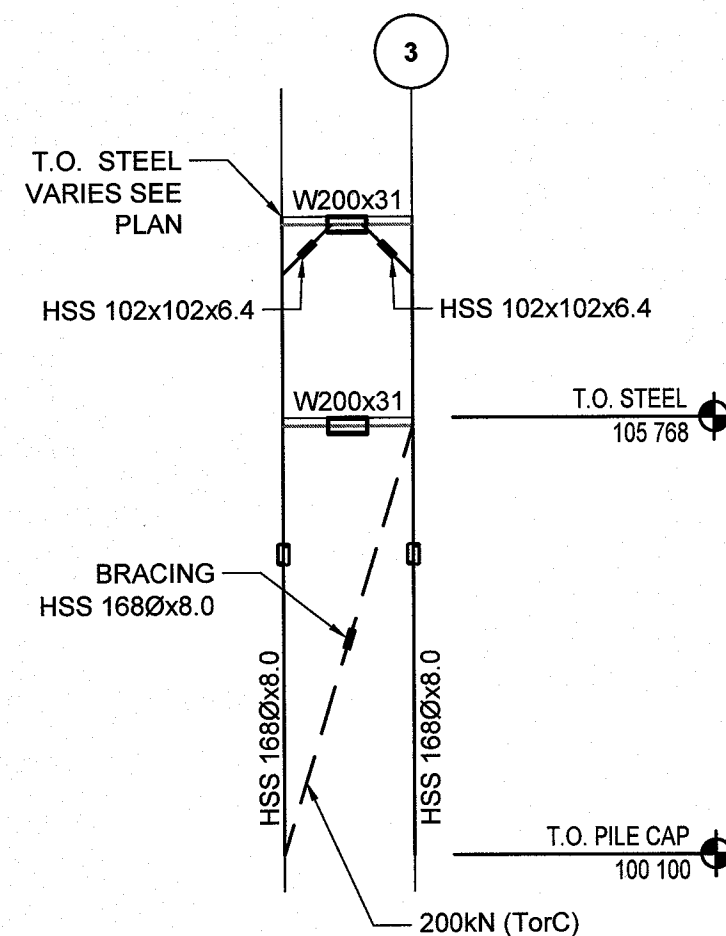 3
T.O. STEEL
VARIES SEE
PLAN
W200x31
HSS 102x102x6.4
HSS 102x102x6.4
W200x31
T.O. STEEL
105 768
BRACING
HSS 168Øx8.0
HSS 168Øx8.0
HSS 168Øx8.0
T.O. PILE CAP
100 100
200kN (TorC)